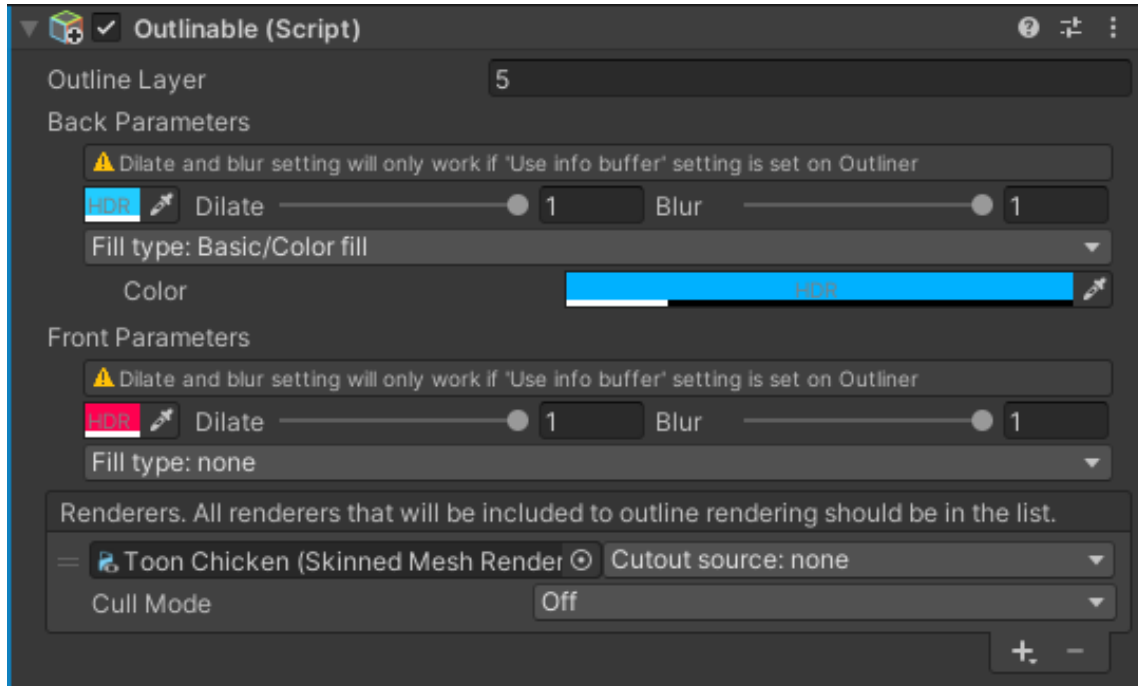 Outlinable (Script)
Outline Layer 5
Back Parameters
Dilate and blur setting will only work if 'Use info buffer' setting is set on Outliner
HDR Dilate 1 Blur 1
Fill type: Basic/Color fill
Color HDR
Front Parameters
Dilate and blur setting will only work if 'Use info buffer' setting is set on Outliner
HDR Dilate 1 Blur 1
Fill type: none
Renderers. All renderers that will be included to outline rendering should be in the list.
Toon Chicken (Skinned Mesh Render Cutout source: none
Cull Mode Off